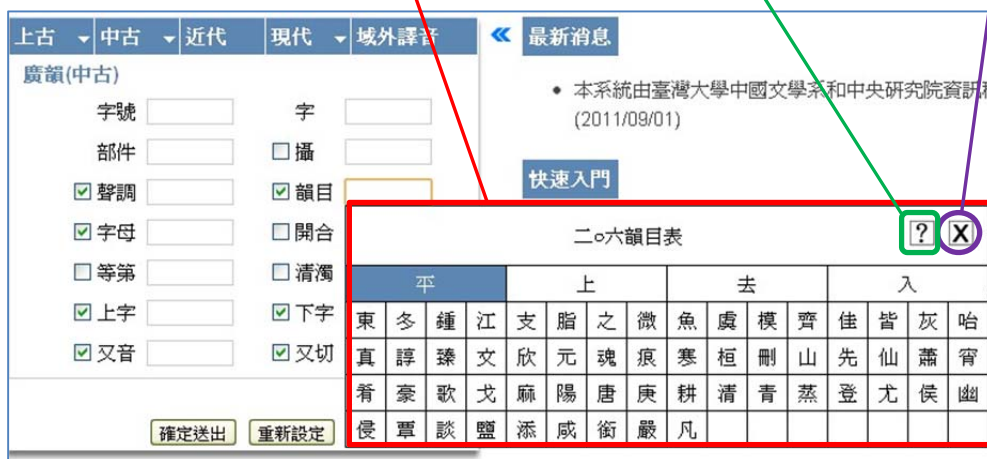 上古 中古 近代 現代 域外譯音
廣韻(中古)
字號 字
部件 攝
聲調 韻目
字母 開合
等第 清濁
上字 下字
又音 又切
確定送出 重新設定
« 最新消息
• 本系統由臺灣大學中國文學系和中央研究院資訊科
(2011/09/01)
快速入門
二○六韻目表 ? X
平 上 去 入
東 冬 鍾 江 支 脂 之 微 魚 虞 模 齊 佳 皆 灰 咍
真 諄 臻 文 欣 元 魂 痕 寒 桓 刪 山 先 仙 蕭 宵
肴 豪 歌 戈 麻 陽 唐 庚 耕 清 青 蒸 登 尤 侯 幽
侵 覃 談 鹽 添 咸 銜 嚴 凡